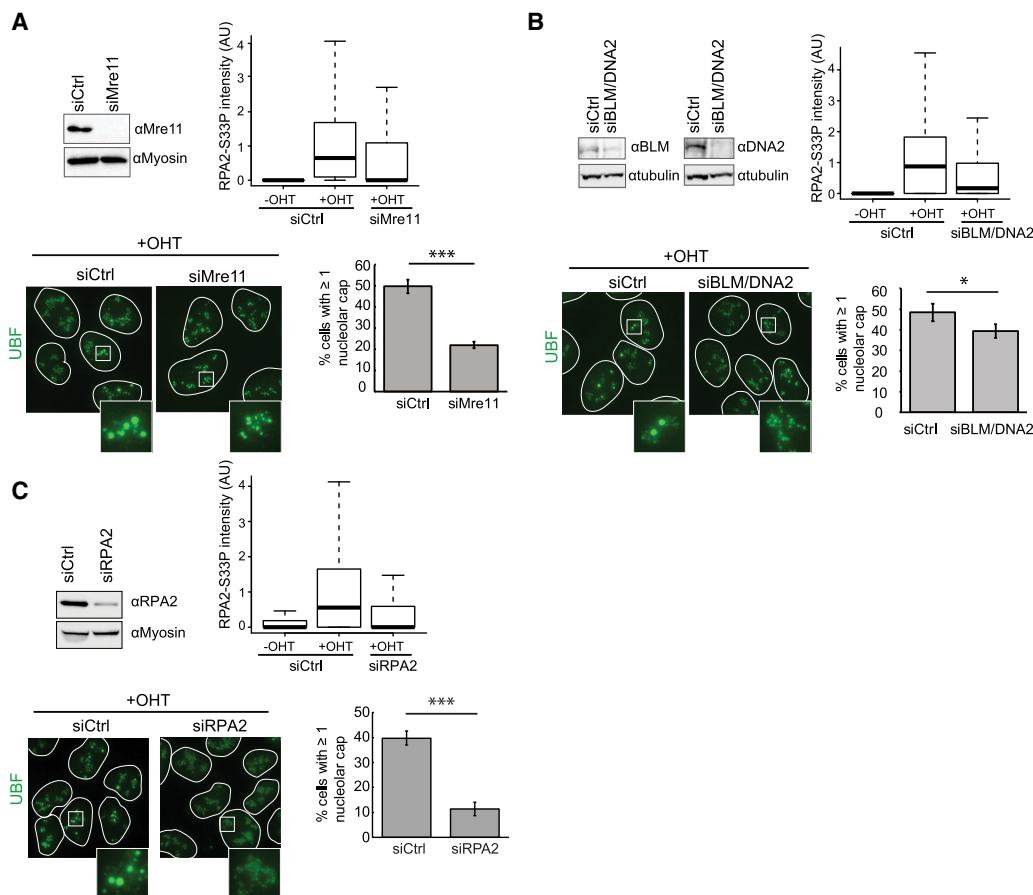 A
siCtrl
siMre11
αMre11
αMyosin
RPA2-S33P intensity (AU)
4
3
2
1
0
-OHT +OHT +OHT
siCtrl siMre11
+OHT
siCtrl siMre11
UBF
% cells with ≥ 1
nucleolar cap
60
50
40
30
20
10
0
***
siCtrl siMre11
B
siCtrl
siBLM/DNA2
siCtrl
siBLM/DNA2
αBLM
αDNA2
αtubulin
αtubulin
RPA2-S33P intensity (AU)
4
3
2
1
0
-OHT +OHT +OHT
siCtrl siBLM/DNA2
+OHT
siCtrl siBLM/DNA2
UBF
% cells with ≥ 1
nucleolar cap
60
50
40
30
20
10
0
*
siCtrl siBLM/DNA2
C
siCtrl
siRPA2
αRPA2
αMyosin
RPA2-S33P intensity (AU)
4
3
2
1
0
-OHT +OHT +OHT
siCtrl siRPA2
+OHT
siCtrl siRPA2
UBF
% cells with ≥ 1
nucleolar cap
50
40
30
20
10
0
***
siCtrl siRPA2